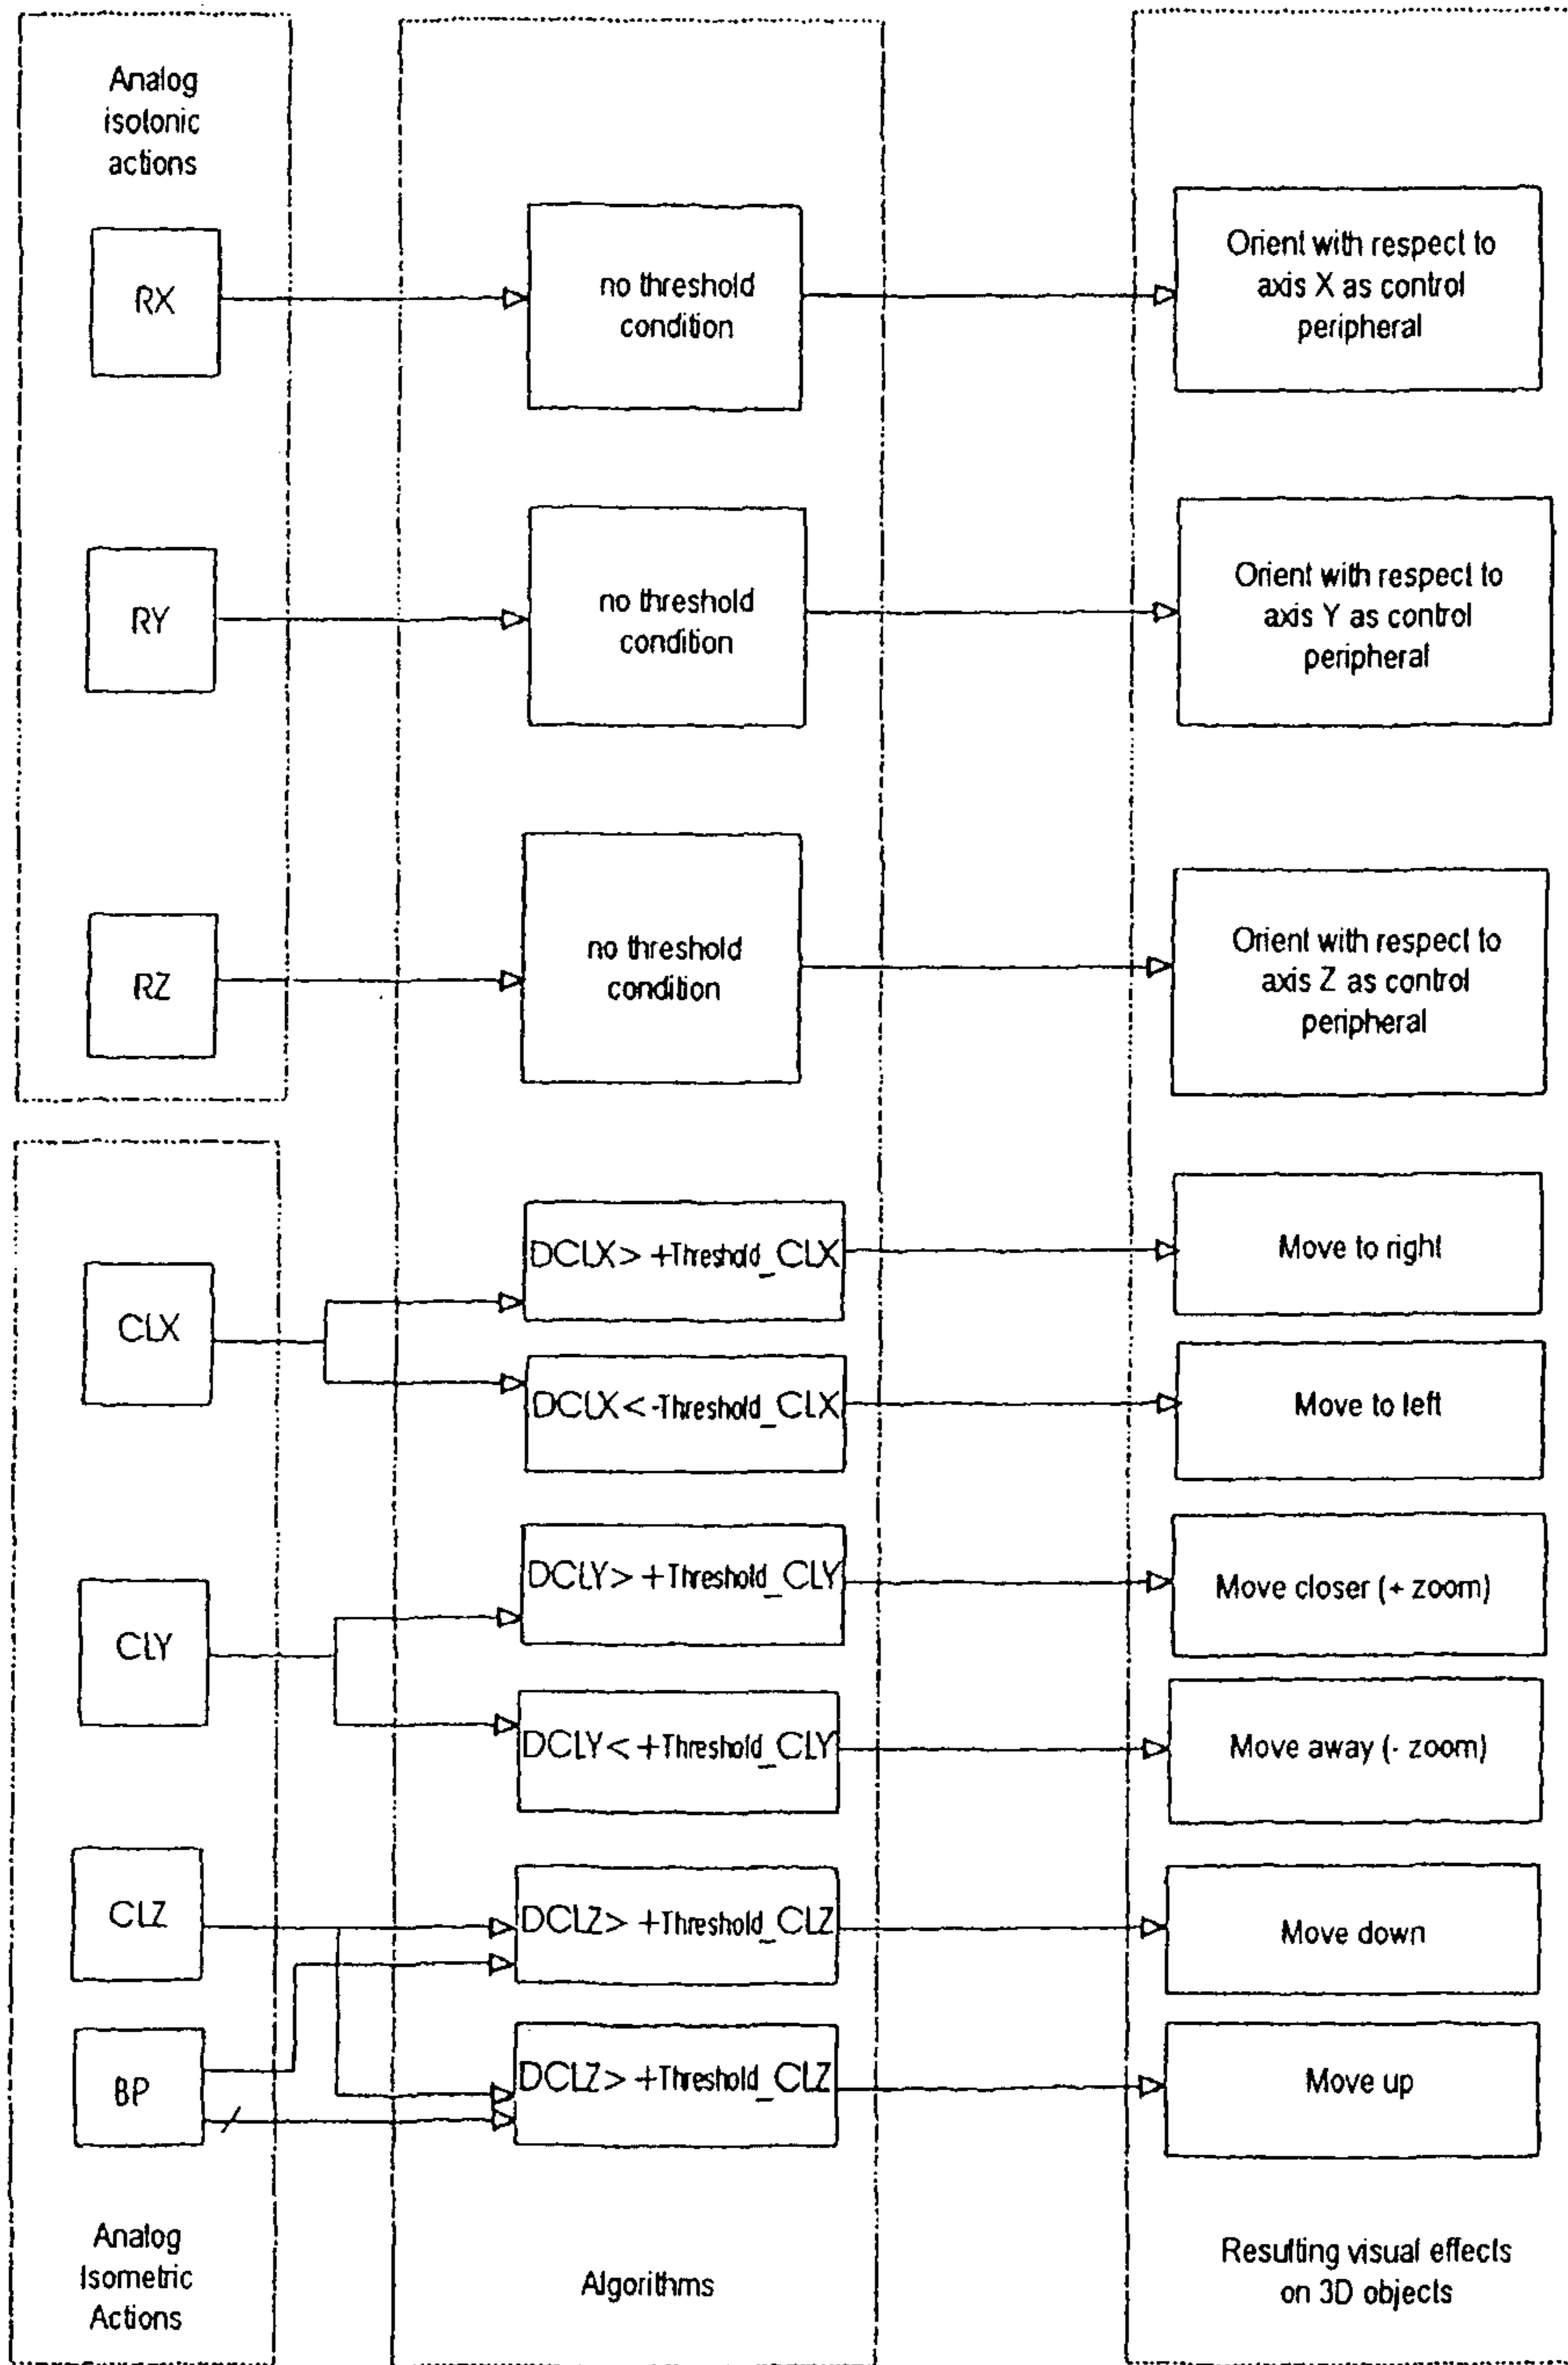 Analog
isotonic
actions
RX
no threshold
condition
Orient with respect to
axis X as control
peripheral
RY
no threshold
condition
Orient with respect to
axis Y as control
peripheral
RZ
no threshold
condition
Orient with respect to
axis Z as control
peripheral
CLX
DCLX> +Threshold_CLX
Move to right
DCLX<-Threshold_CLX
Move to left
CLY
DCLY> +Threshold_CLY
Move closer (+ zoom)
DCLY< +Threshold_CLY
Move away (- zoom)
CLZ
DCLZ> +Threshold_CLZ
Move down
BP
DCLZ> +Threshold_CLZ
Move up
Analog
Isometric
Actions
Algorithms
Resulting visual effects
on 3D objects